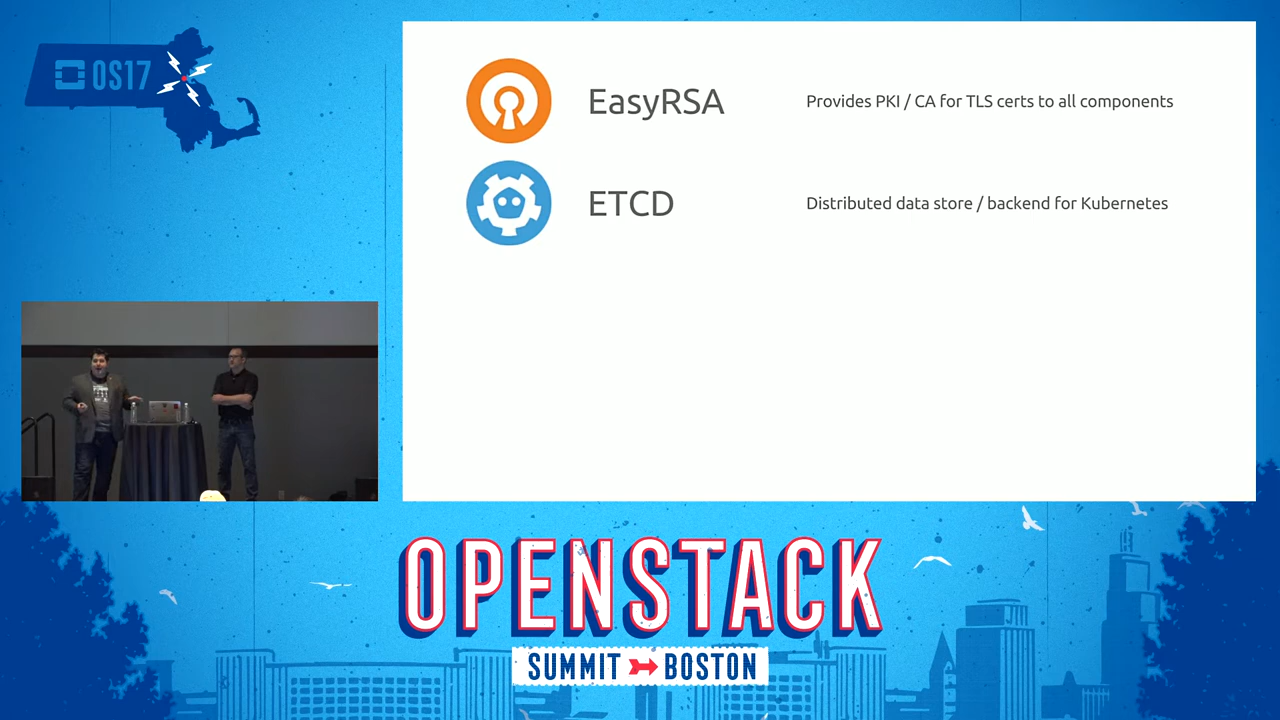 OS17
EasyRSA
Provides PKI / CA for TLS certs to all components
ETCD
Distributed data store / backend for Kubernetes
OPENSTACK
SUMMIT BOSTON